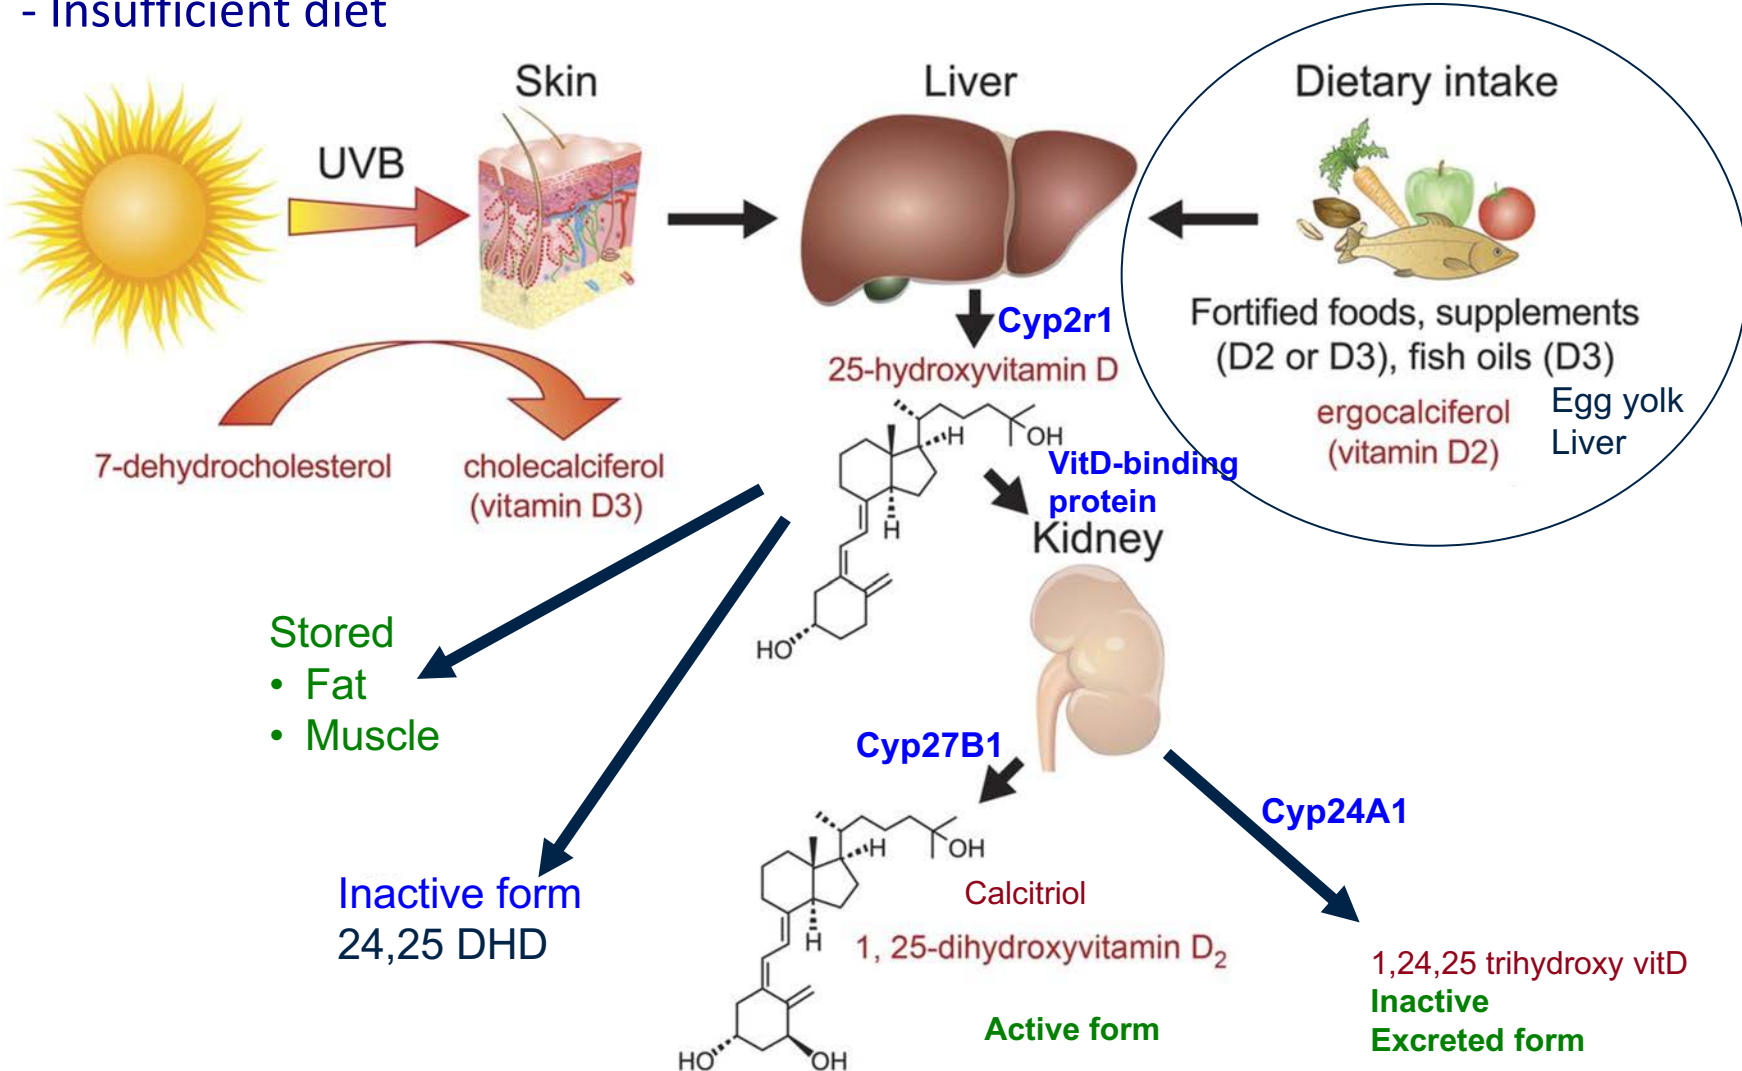 - Insufficient diet
Skin
Liver
Dietary intake
UVB
Cyp2r1
25-hydroxyvitamin D
Fortified foods, supplements
(D2 or D3), fish oils (D3)
ergocalciferol
(vitamin D2)
Egg yolk
Liver
7-dehydrocholesterol
cholecalciferol
(vitamin D3)
H
OH
H
HO
VitD-binding
protein
Kidney
Stored
• Fat
• Muscle
Cyp27B1
Cyp24A1
Inactive form
24,25 DHD
H
OH
H
HO
OH
Calcitriol
1, 25-dihydroxyvitamin D2
Active form
1,24,25 trihydroxy vitD
Inactive
Excreted form